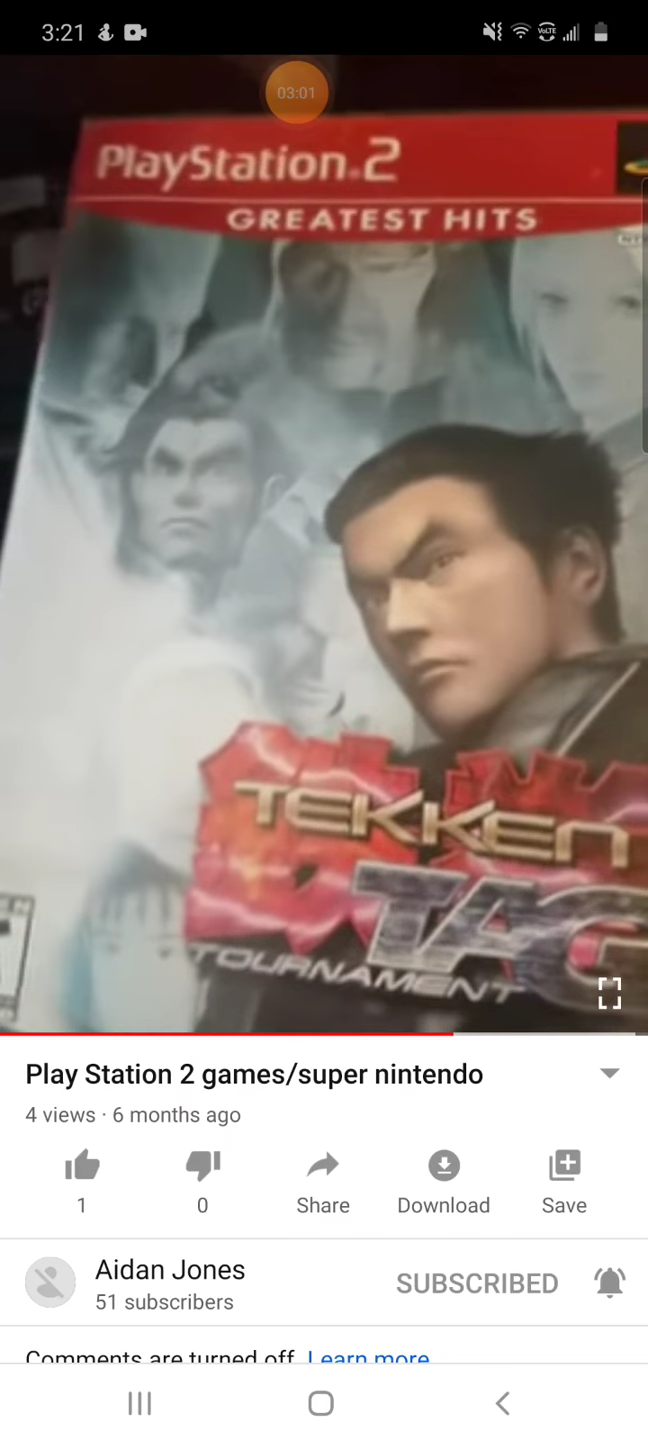 3:21
VoLTE
03:01
PlayStation.2
GREATEST HITS
TEKKEN
TAG
TOURNAMENT
Play Station 2 games/super nintendo
4 views · 6 months ago
1
0
Share
Download
Save
Aidan Jones
51 subscribers
SUBSCRIBED
Comments are turned off. Learn more